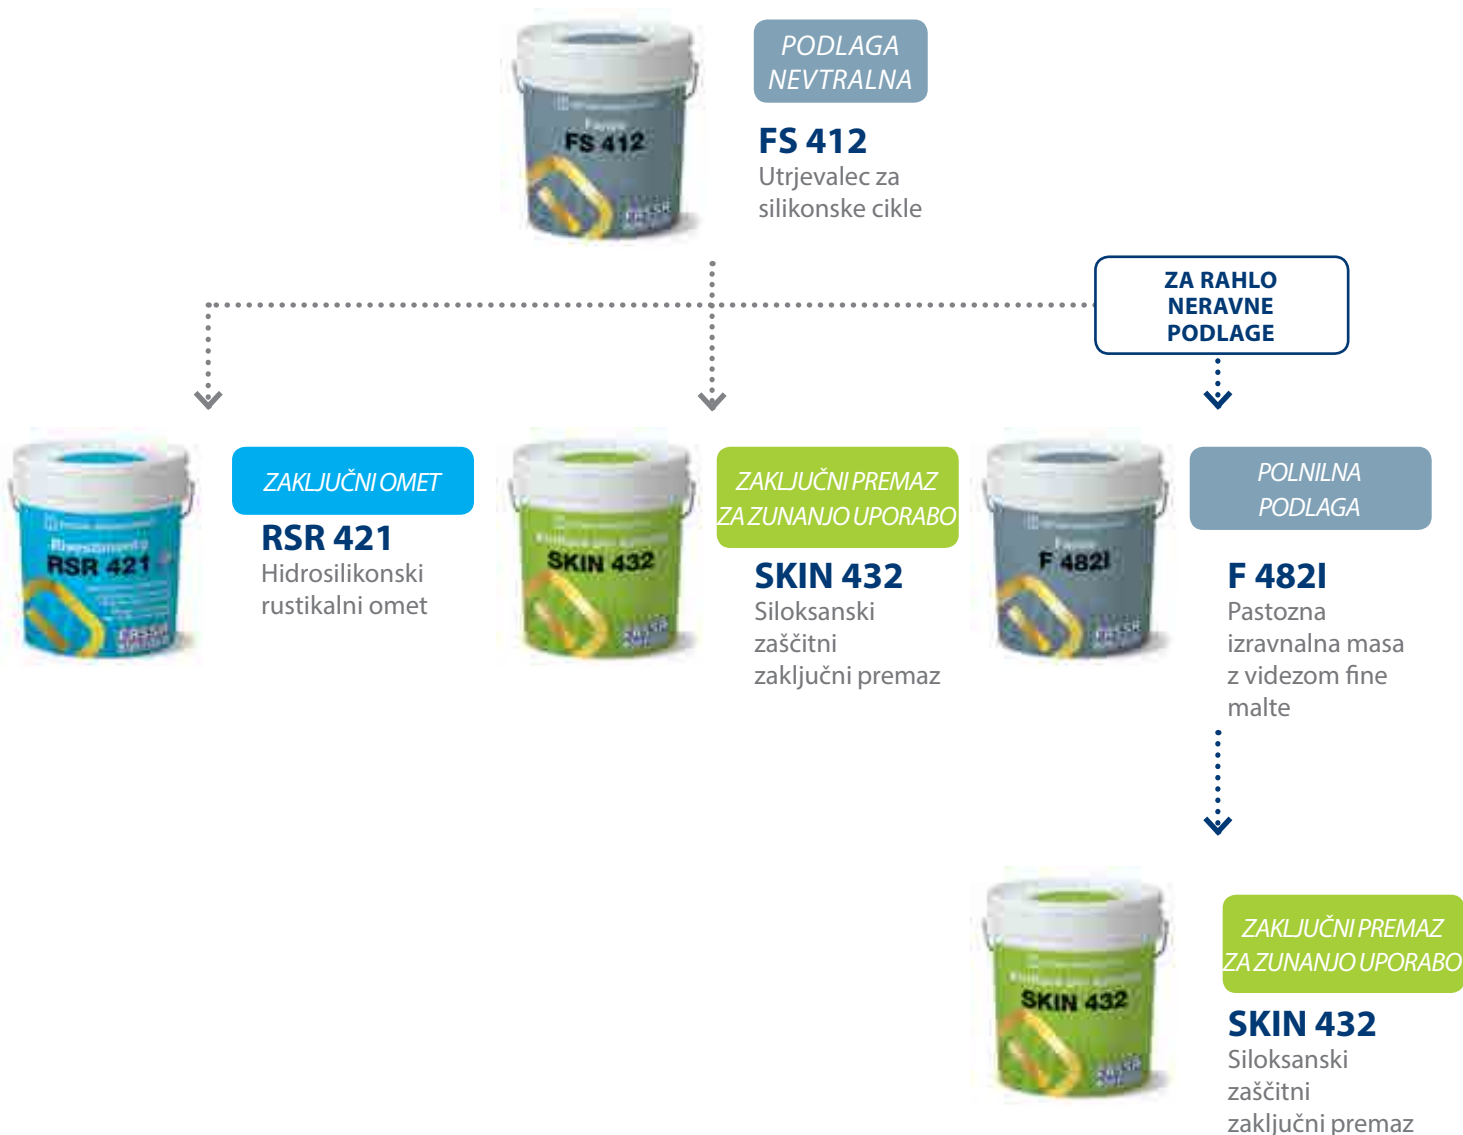 PODLAGA
NEVTRALNA
FS 412
FS 412
Utrjevalec za
silikonske cikle
ZA RAHLO
NERAVNE
PODLAGE
RSR 421
ZAKLJUČNI OMET
RSR 421
Hidrosilikonski
rustikalni omet
SKIN 432
ZAKLJUČNI PREMAZ
ZA ZUNANJO UPORABO
SKIN 432
Siloksanski
zaščitni
zaključni premaz
F 482I
POLNILNA
PODLAGA
F 482I
Pastozna
izravnalna masa
z videzom fine
malte
SKIN 432
ZAKLJUČNI PREMAZ
ZA ZUNANJO UPORABO
SKIN 432
Siloksanski
zaščitni
zaključni premaz